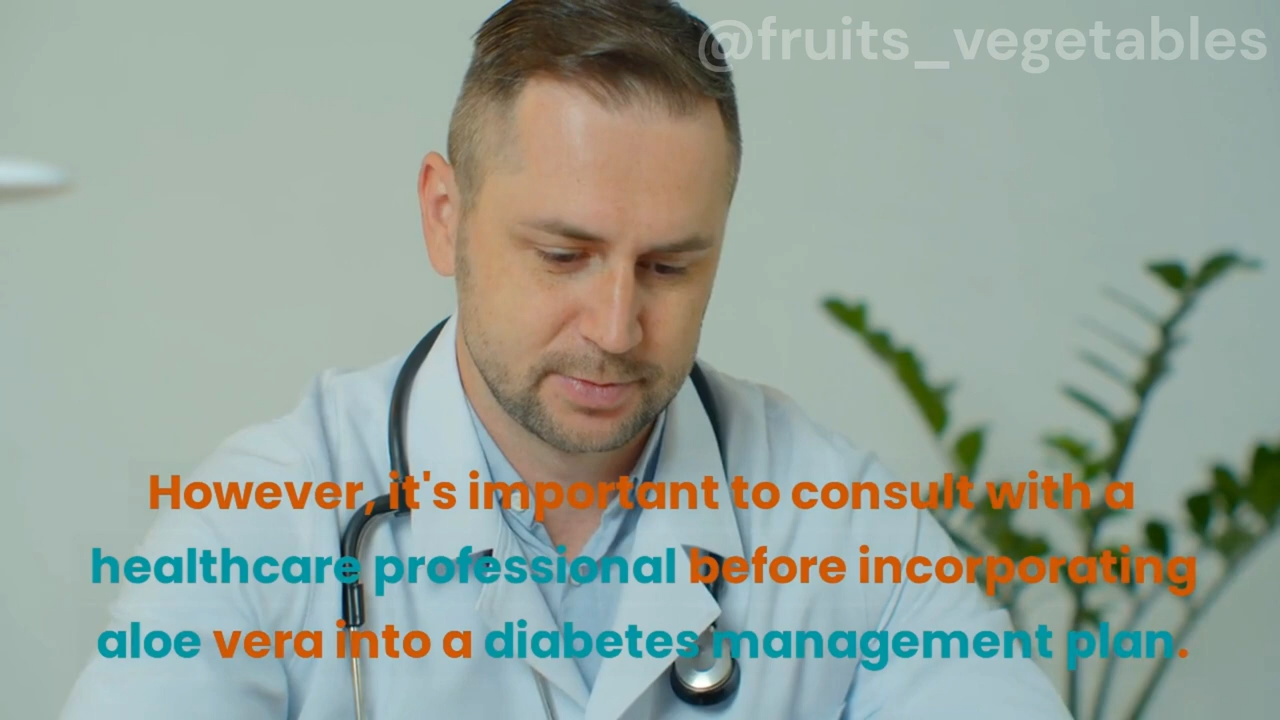 @fruits_vegetables
However, it's important to consult with a
healthcare professional before incorporating
aloe vera into a diabetes management plan.